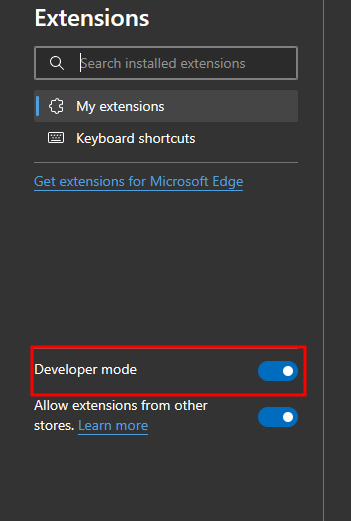 Extensions
Search installed extensions
My extensions
Keyboard shortcuts
Get extensions for Microsoft Edge
Developer mode
Allow extensions from other
stores. Learn more